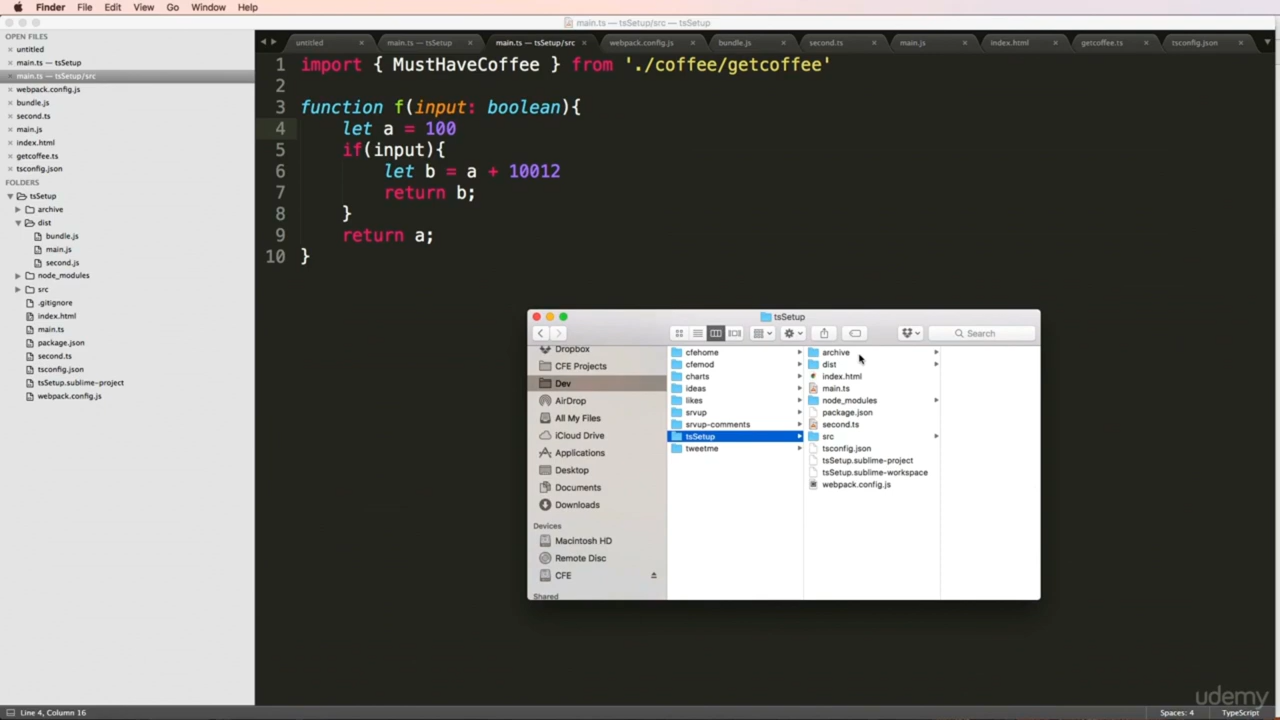 Finder File Edit View Go Window Help
main.ts — tsSetup/src — tsSetup
OPEN FILES
untitled
main.ts — tsSetup
main.ts — tsSetup/src
webpack.config.js
bundle.js
second.ts
main.js
index.html
getcoffee.ts
tsconfig.json
FOLDERS
tsSetup
archive
dist
bundle.js
main.js
second.js
node_modules
src
.gitignore
index.html
main.ts
package.json
second.ts
tsconfig.json
tsSetup.sublime-project
webpack.config.js
untitled main.ts — tsSetup main.ts — tsSetup/src webpack.config.js bundle.js second.ts main.js index.html getcoffee.ts tsconfig.json
1 import { MustHaveCoffee } from './coffee/getcoffee'
2
3 function f(input: boolean){
4 let a = 100
5 if(input){
6 let b = a + 10012
7 return b;
8 }
9 return a;
10 }
tsSetup
Search
Dropbox
CFE Projects
Dev
AirDrop
All My Files
iCloud Drive
Applications
Desktop
Documents
Downloads
Devices
Macintosh HD
Remote Disc
CFE
Shared
cfehome
cfemod
charts
ideas
likes
srvup
srvup-comments
tsSetup
tweetme
archive
dist
index.html
main.ts
node_modules
package.json
second.ts
src
tsconfig.json
tsSetup.sublime-project
tsSetup.sublime-workspace
webpack.config.js
udemy
Line 4, Column 16
Spaces: 4 TypeScript